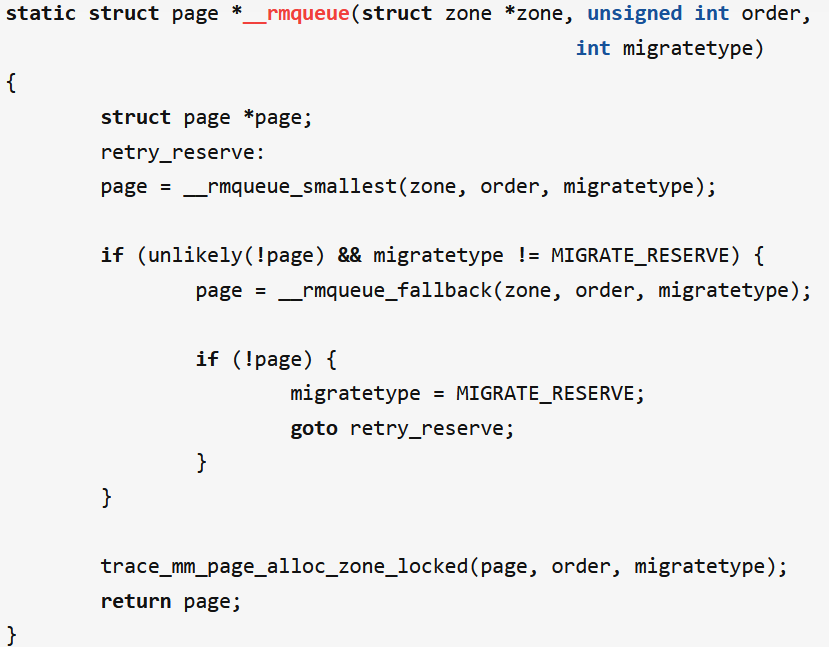 static struct page *__rmqueue(struct zone *zone, unsigned int order,
                                                int migratetype)
{
        struct page *page;
        retry_reserve:
        page = __rmqueue_smallest(zone, order, migratetype);

        if (unlikely(!page) && migratetype != MIGRATE_RESERVE) {
                page = __rmqueue_fallback(zone, order, migratetype);

                if (!page) {
                        migratetype = MIGRATE_RESERVE;
                        goto retry_reserve;
                }
        }

        trace_mm_page_alloc_zone_locked(page, order, migratetype);
        return page;
}